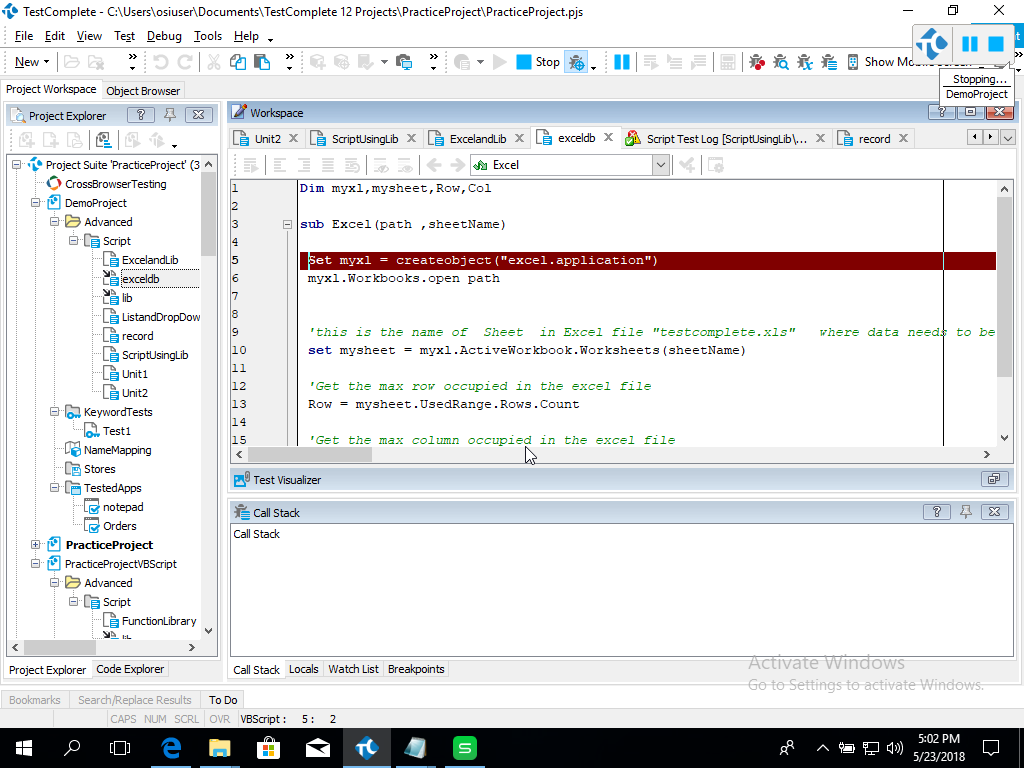 TestComplete - C:\Users\osiuser\Documents\TestComplete 12 Projects\PracticeProject\PracticeProject.pjs
File Edit View Test Debug Tools Help
New Stop Show Mo
Stopping...
DemoProject
Project Workspace Object Browser
Project Explorer
Project Suite 'PracticeProject' (3
CrossBrowserTesting
DemoProject
Advanced
Script
ExcelandLib
exceldb
lib
ListandDropDow
record
ScriptUsingLib
Unit1
Unit2
KeywordTests
Test1
NameMapping
Stores
TestedApps
notepad
Orders
PracticeProject
PracticeProjectVBScript
Advanced
Script
FunctionLibrary
lib
Project Explorer Code Explorer
Workspace
Unit2 ScriptUsingLib ExcelandLib exceldb Script Test Log [ScriptUsingLib\... record
Excel
1 Dim myxl,mysheet,Row,Col
2
3 sub Excel(path ,sheetName)
4
5 Set myxl = createobject("excel.application")
6 myxl.Workbooks.open path
7
8
9 'this is the name of  Sheet  in Excel file "testcomplete.xls"   where data needs to be
10 set mysheet = myxl.ActiveWorkbook.Worksheets(sheetName)
11
12 'Get the max row occupied in the excel file
13 Row = mysheet.UsedRange.Rows.Count
14
15 'Get the max column occupied in the excel file
Test Visualizer
Call Stack
Call Stack
Call Stack Locals Watch List Breakpoints
Activate Windows
Go to Settings to activate Windows.
Bookmarks Search/Replace Results To Do
CAPS NUM SCRL OVR VBScript : 5 : 2
5:02 PM
5/23/2018